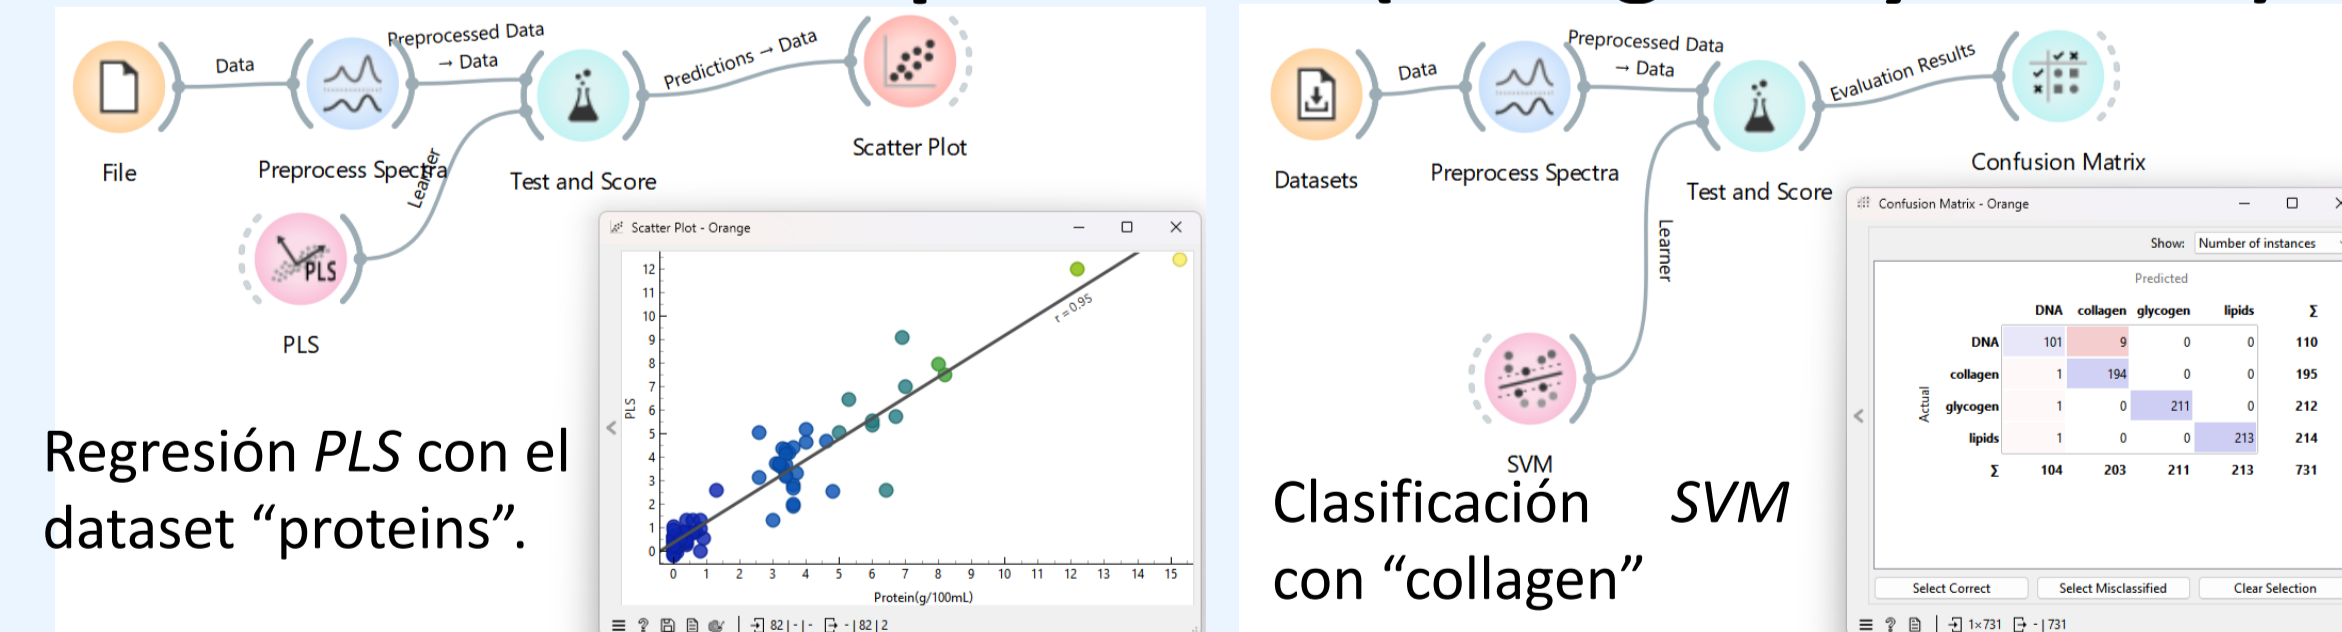 Data
Preprocessed Data
→ Data
Predictions → Data
File
Preprocess Spectra
Learner
Test and Score
Scatter Plot
PLS
PLS
Regresión PLS con el
dataset “proteins”.
Scatter Plot - Orange
12
11
10
9
8
7
6
5
4
3
2
1
0
PLS
r = 0.95
0 1 2 3 4 5 6 7 8 9 10 11 12 13 14 15
Protein(g/100mL)
82 | - | - - | 82 | 2
Data
Preprocessed Data
→ Data
Evaluation Results
Datasets
Preprocess Spectra
Test and Score
Confusion Matrix
Learner
SVM
Clasificación SVM
con “collagen”
Confusion Matrix - Orange
Show: Number of instances
Predicted
DNA collagen glycogen lipids Σ
Actual
DNA 101 9 0 0 110
collagen 1 194 0 0 195
glycogen 1 0 211 0 212
lipids 1 0 0 213 214
Σ 104 203 211 213 731
Select Correct Select Misclassified Clear Selection
1×731 - | 731